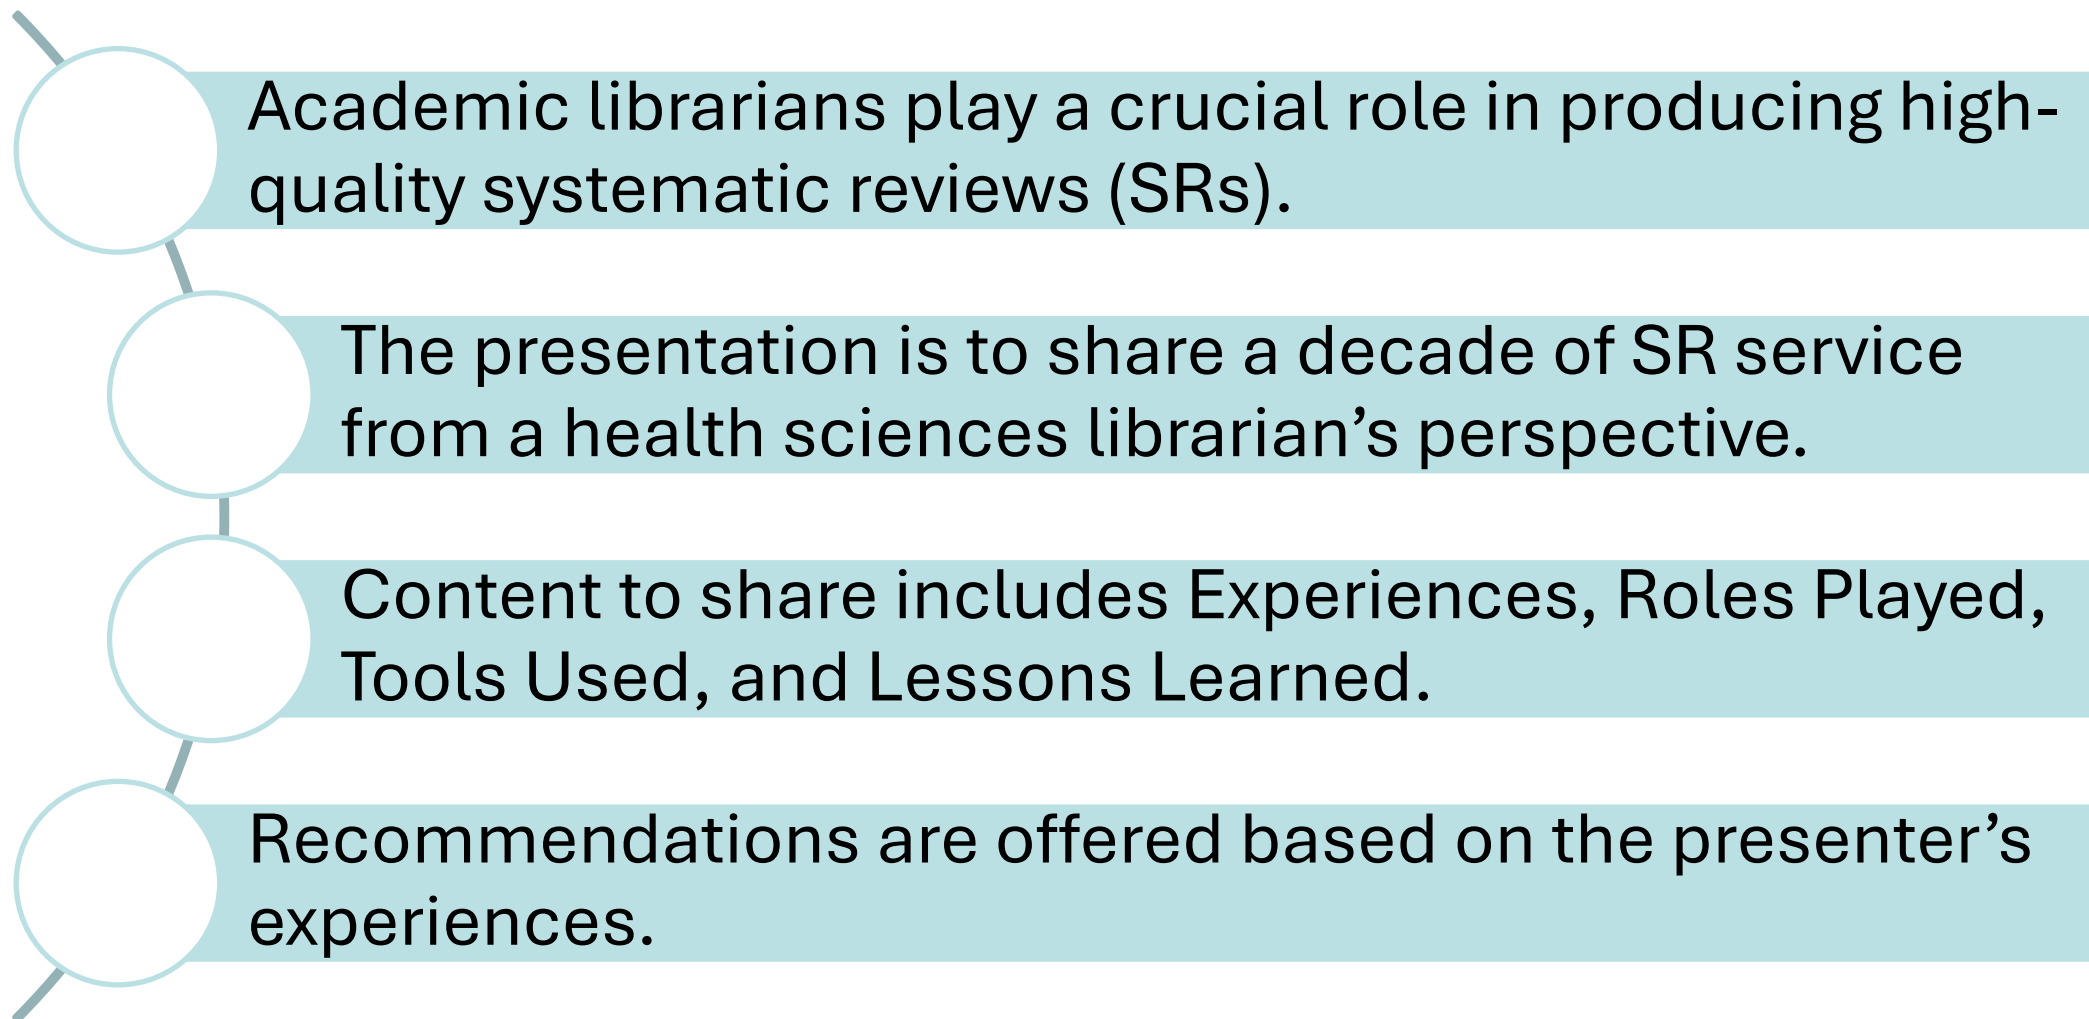 Academic librarians play a crucial role in producing high-
quality systematic reviews (SRs).
The presentation is to share a decade of SR service
from a health sciences librarian’s perspective.
Content to share includes Experiences, Roles Played,
Tools Used, and Lessons Learned.
Recommendations are offered based on the presenter’s
experiences.